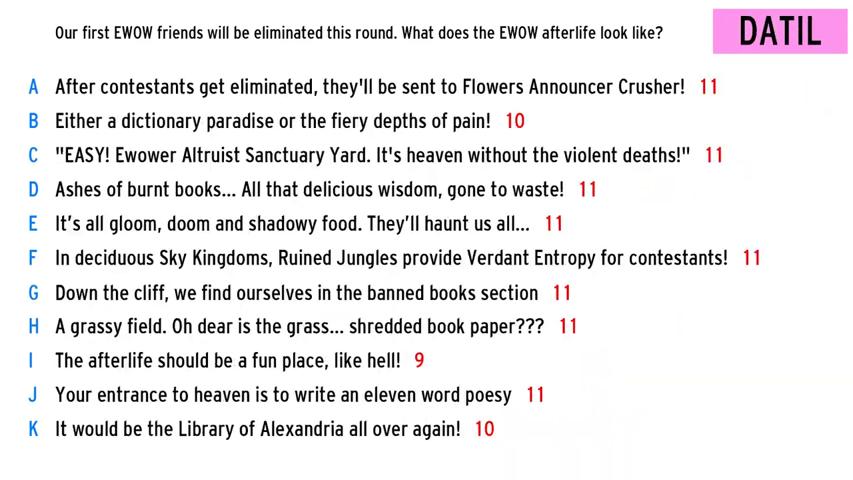 Our first EWOW friends will be eliminated this round. What does the EWOW afterlife look like?
DATIL
A After contestants get eliminated, they'll be sent to Flowers Announcer Crusher! 11
B Either a dictionary paradise or the fiery depths of pain! 10
C "EASY! Ewower Altruist Sanctuary Yard. It's heaven without the violent deaths!" 11
D Ashes of burnt books... All that delicious wisdom, gone to waste! 11
E It’s all gloom, doom and shadowy food. They’ll haunt us all... 11
F In deciduous Sky Kingdoms, Ruined Jungles provide Verdant Entropy for contestants! 11
G Down the cliff, we find ourselves in the banned books section 11
H A grassy field. Oh dear is the grass... shredded book paper??? 11
I The afterlife should be a fun place, like hell! 9
J Your entrance to heaven is to write an eleven word poesy 11
K It would be the Library of Alexandria all over again! 10